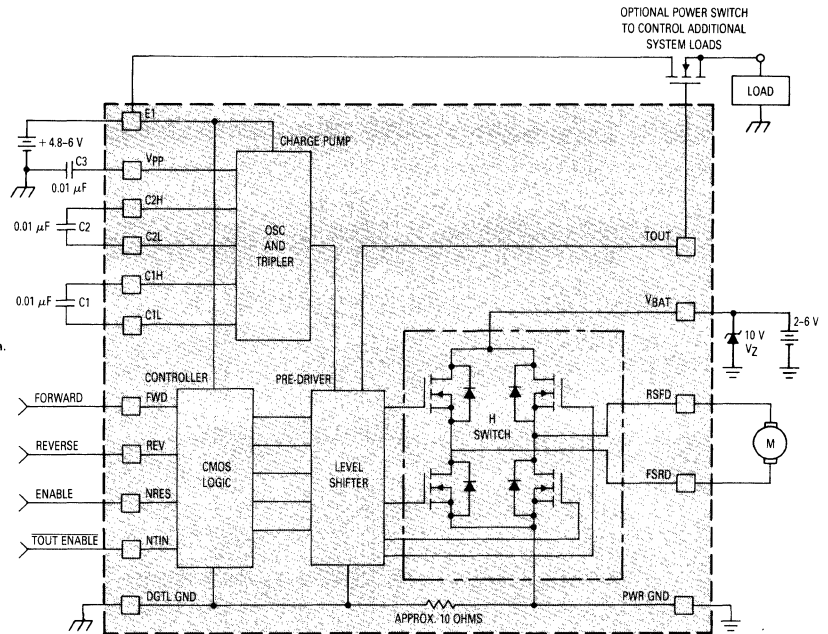 OPTIONAL POWER SWITCH
TO CONTROL ADDITIONAL
SYSTEM LOADS
LOAD
E1
+ 4.8–6 V
CHARGE PUMP
C3
VPP
0.01 μF
C2H
OSC
AND
TRIPLER
0.01 μF
C2
C2L
TOUT
C1H
0.01 μF
C1
C1L
VBAT
10 V
VZ
2–6 V
n.
CONTROLLER
PRE-DRIVER
FORWARD
FWD
RSFD
H
SWITCH
REVERSE
REV
CMOS
LOGIC
LEVEL
SHIFTER
M
FSRD
ENABLE
NRES
TOUT ENABLE
NTIN
DGTL GND
APPROX. 10 OHMS
PWR GND